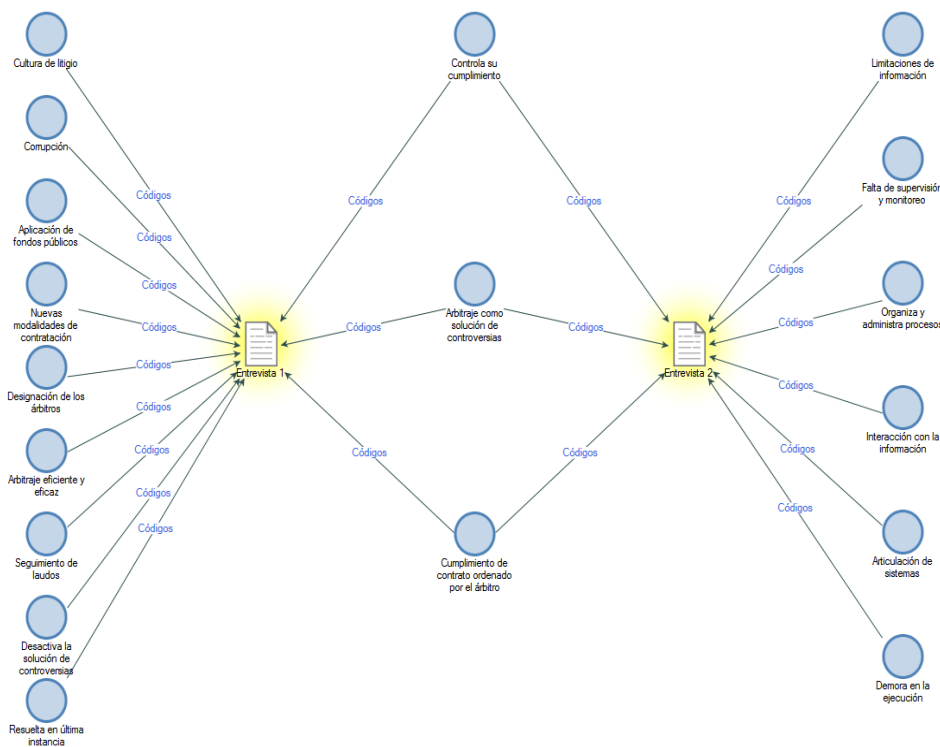 Cultura de litigio
Controla su
cumplimiento
Limitaciones de
información
Corrupción
Falta de supervisión
y monitoreo
Códigos
Códigos
Códigos
Códigos
Aplicación de
fondos públicos
Códigos
Códigos
Códigos
Nuevas
modalidades de
contratación
Arbitraje como
solución de
controversias
Organiza y
administra procesos
Códigos
Códigos
Códigos
Códigos
Designación de los
árbitros
Códigos
Entrevista 1
Entrevista 2
Códigos
Códigos
Interacción con la
información
Arbitraje eficiente y
eficaz
Códigos
Códigos
Códigos
Códigos
Códigos
Códigos
Códigos
Seguimiento de
laudos
Cumplimiento de
contrato ordenado
por el árbitro
Articulación de
sistemas
Desactiva la
solución de
controversias
Demora en la
ejecución
Resuelta en última
instancia